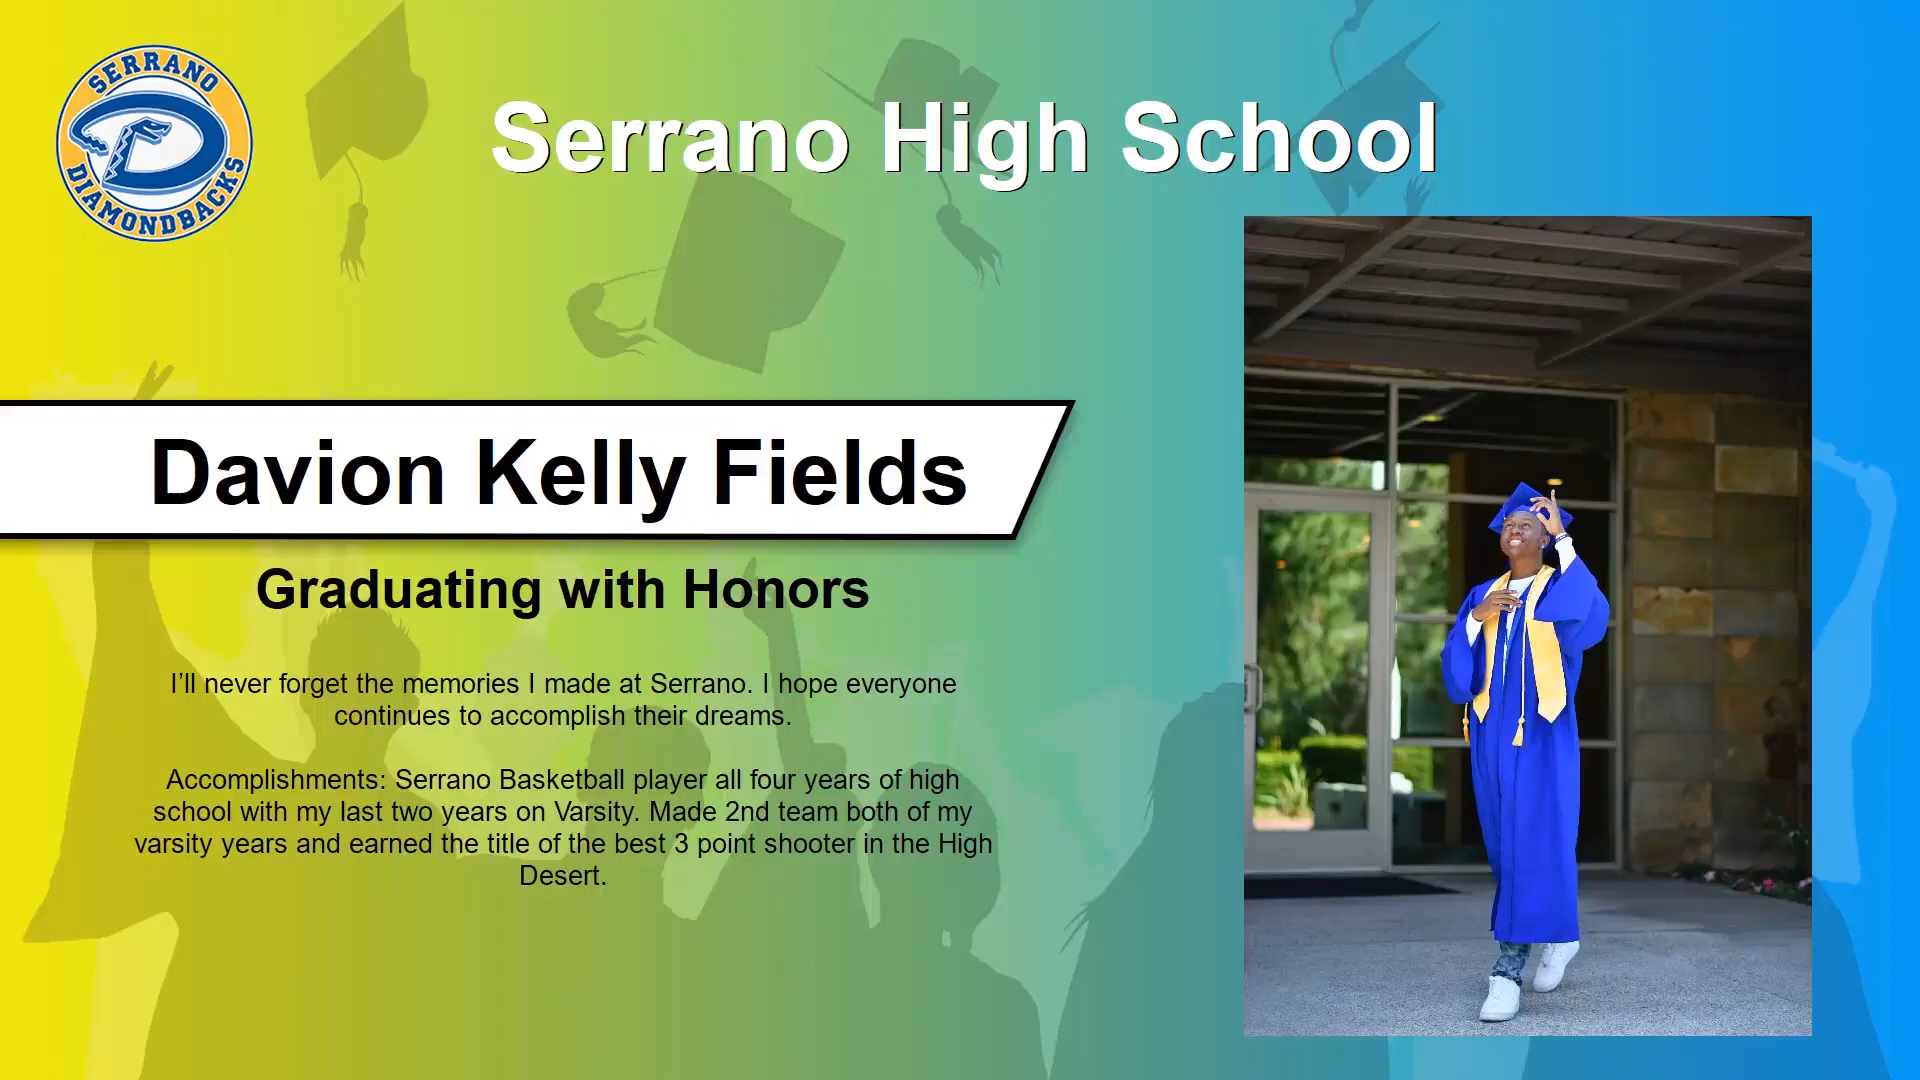 SERRANO
DIAMONDBACKS
Serrano High School
Davion Kelly Fields
Graduating with Honors
I’ll never forget the memories I made at Serrano. I hope everyone
continues to accomplish their dreams.
Accomplishments: Serrano Basketball player all four years of high
school with my last two years on Varsity. Made 2nd team both of my
varsity years and earned the title of the best 3 point shooter in the High
Desert.